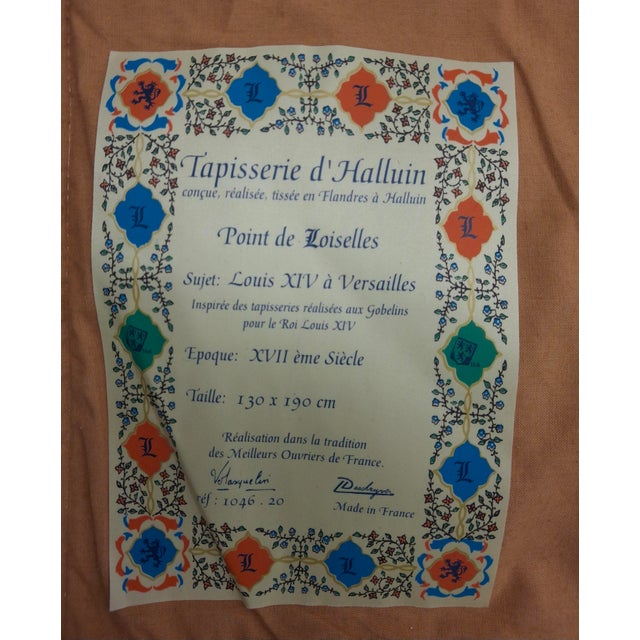 L L
Tapisserie d'Halluin
conçue, réalisée, tissée en Flandres à Halluin
L L
Point de Loiselles
Sujet: Louis XIV à Versailles
Inspirée des tapisseries réalisées aux Gobelins
pour le Roi Louis XIV
Epoque: XVII ème Siècle
Taille: 130 x 190 cm
L L
Réalisation dans la tradition
des Meilleurs Ouvriers de France.
réf : 1046.20
Made in France
L L